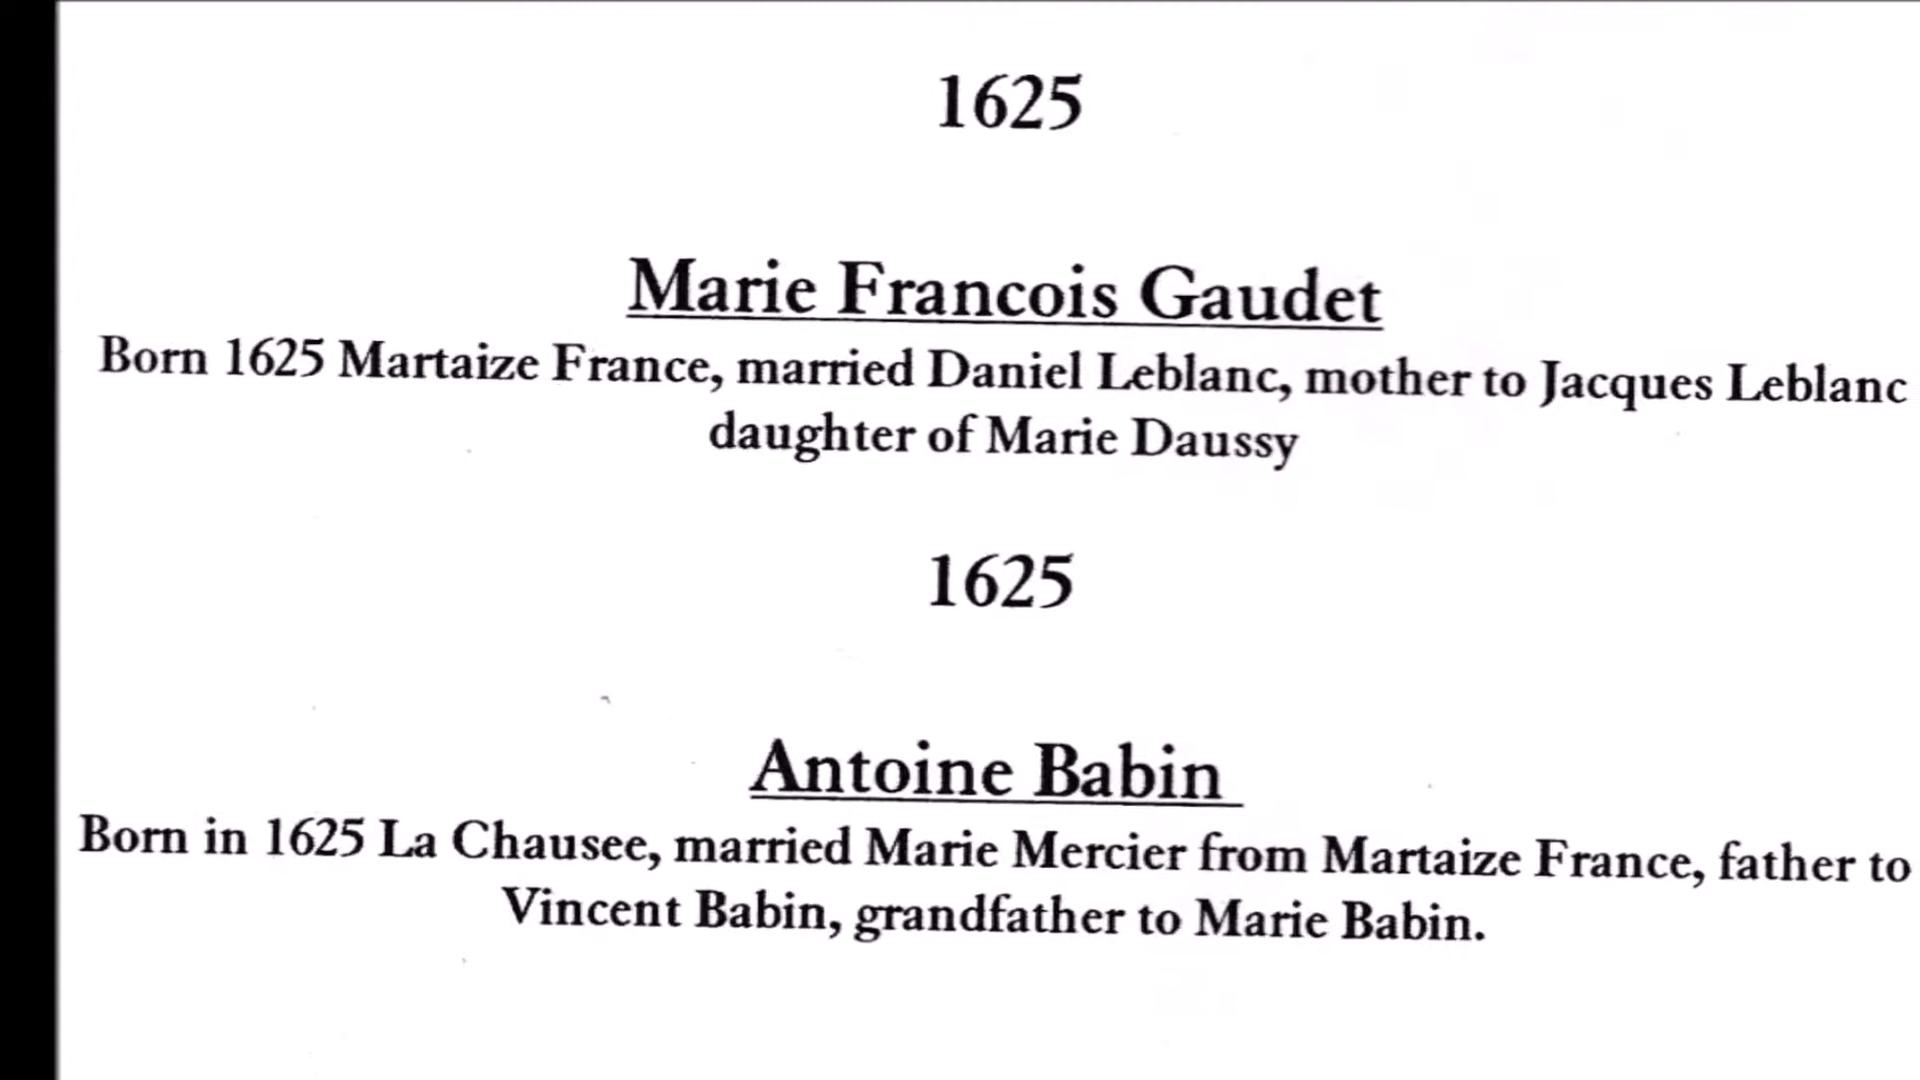 1625
Marie Francois Gaudet
Born 1625 Martaize France, married Daniel Leblanc, mother to Jacques Leblanc
daughter of Marie Daussy
1625
Antoine Babin
Born in 1625 La Chausee, married Marie Mercier from Martaize France, father to
Vincent Babin, grandfather to Marie Babin.